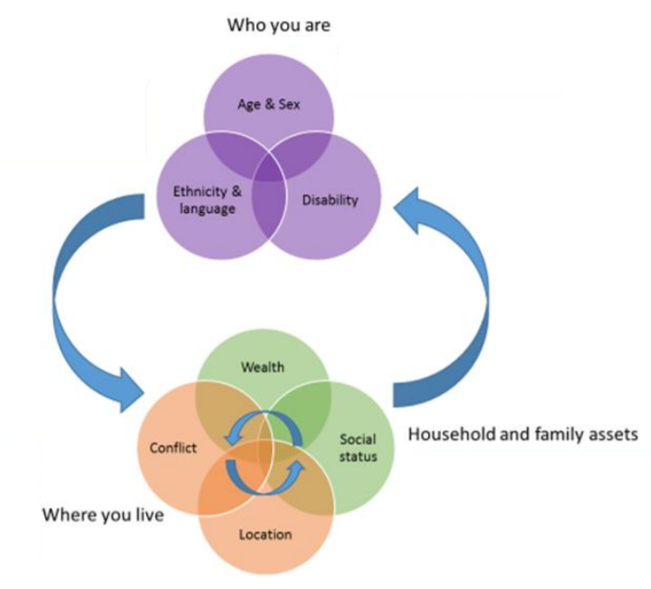 Who you are
Age & Sex
Ethnicity &
language
Disability
Wealth
Conflict
Social
status
Household and family assets
Where you live
Location